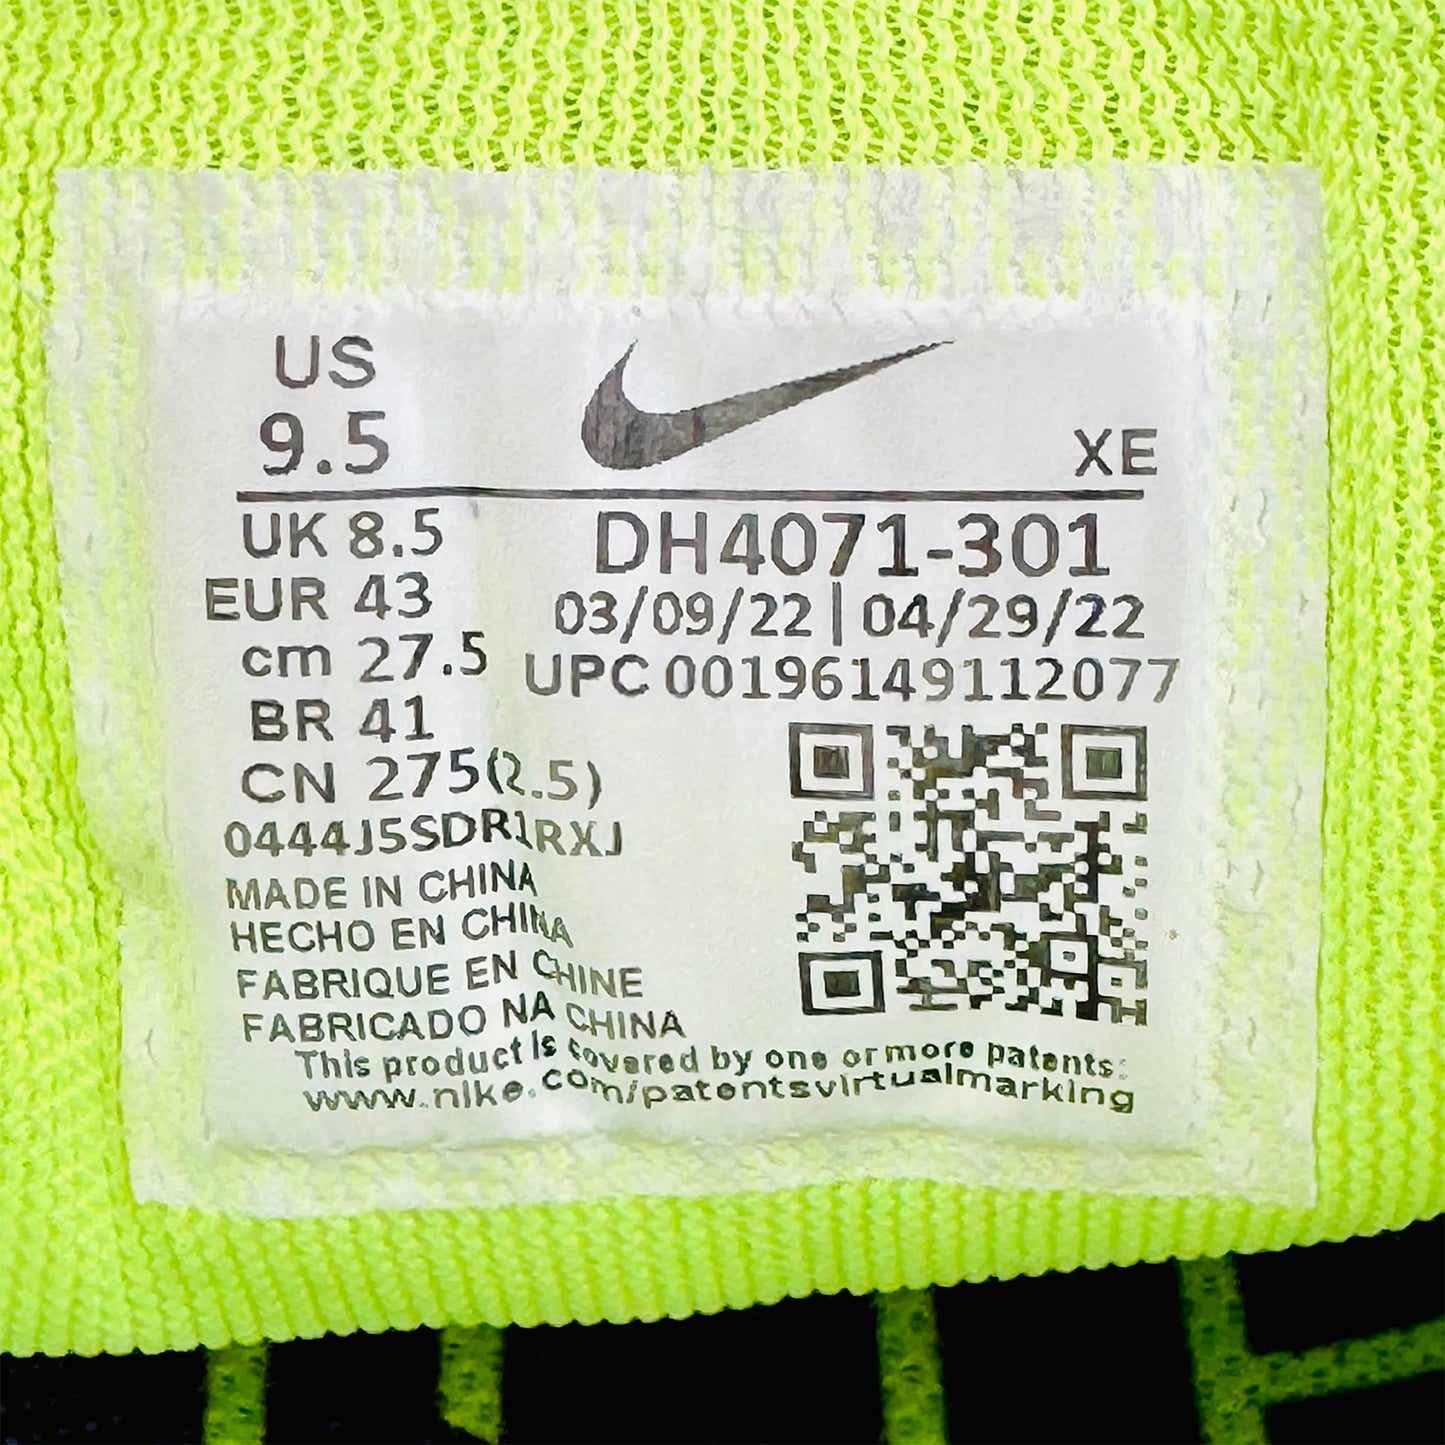 US
9.5
XE
UK 8.5
EUR 43
cm 27.5
BR 41
CN 275(2.5)
DH4071-301
03/09/22 | 04/29/22
UPC 00196149112077
0444J5SDR1RXJ
MADE IN CHINA
HECHO EN CHINA
FABRIQUE EN CHINE
FABRICADO NA CHINA
This product is covered by one or more patents:
www.nike.com/patentsvirtualmarking